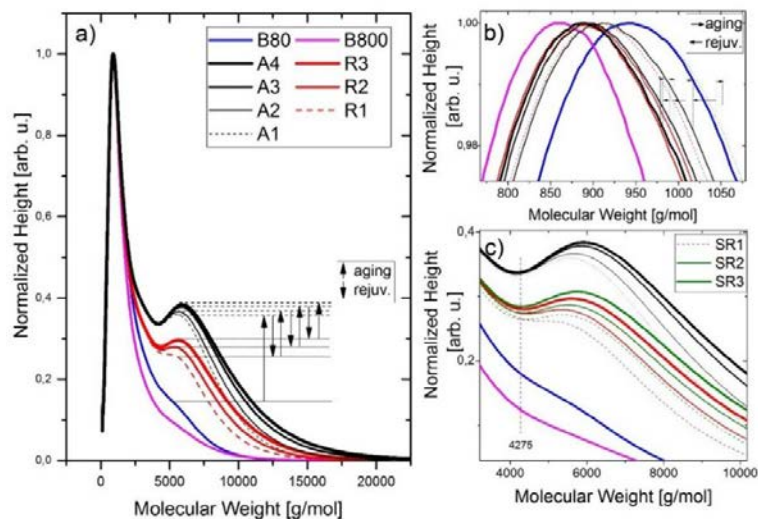 a)
B80
B800
A4
R3
A3
R2
A2
R1
A1
aging
rejuv.
Normalized Height [arb. u.]
1,0
0,8
0,6
0,4
0,2
0,0
0
5000
10000
15000
20000
Molecular Weight [g/mol]
b)
aging
rejuv.
Normalized Height
[arb. u.]
1,00
0,98
800
850
900
950
1000
1050
Molecular Weight [g/mol]
c)
SR1
SR2
SR3
Normalized Height
[arb. u.]
0,4
0,2
4275
4000
6000
8000
10000
Molecular Weight [g/mol]